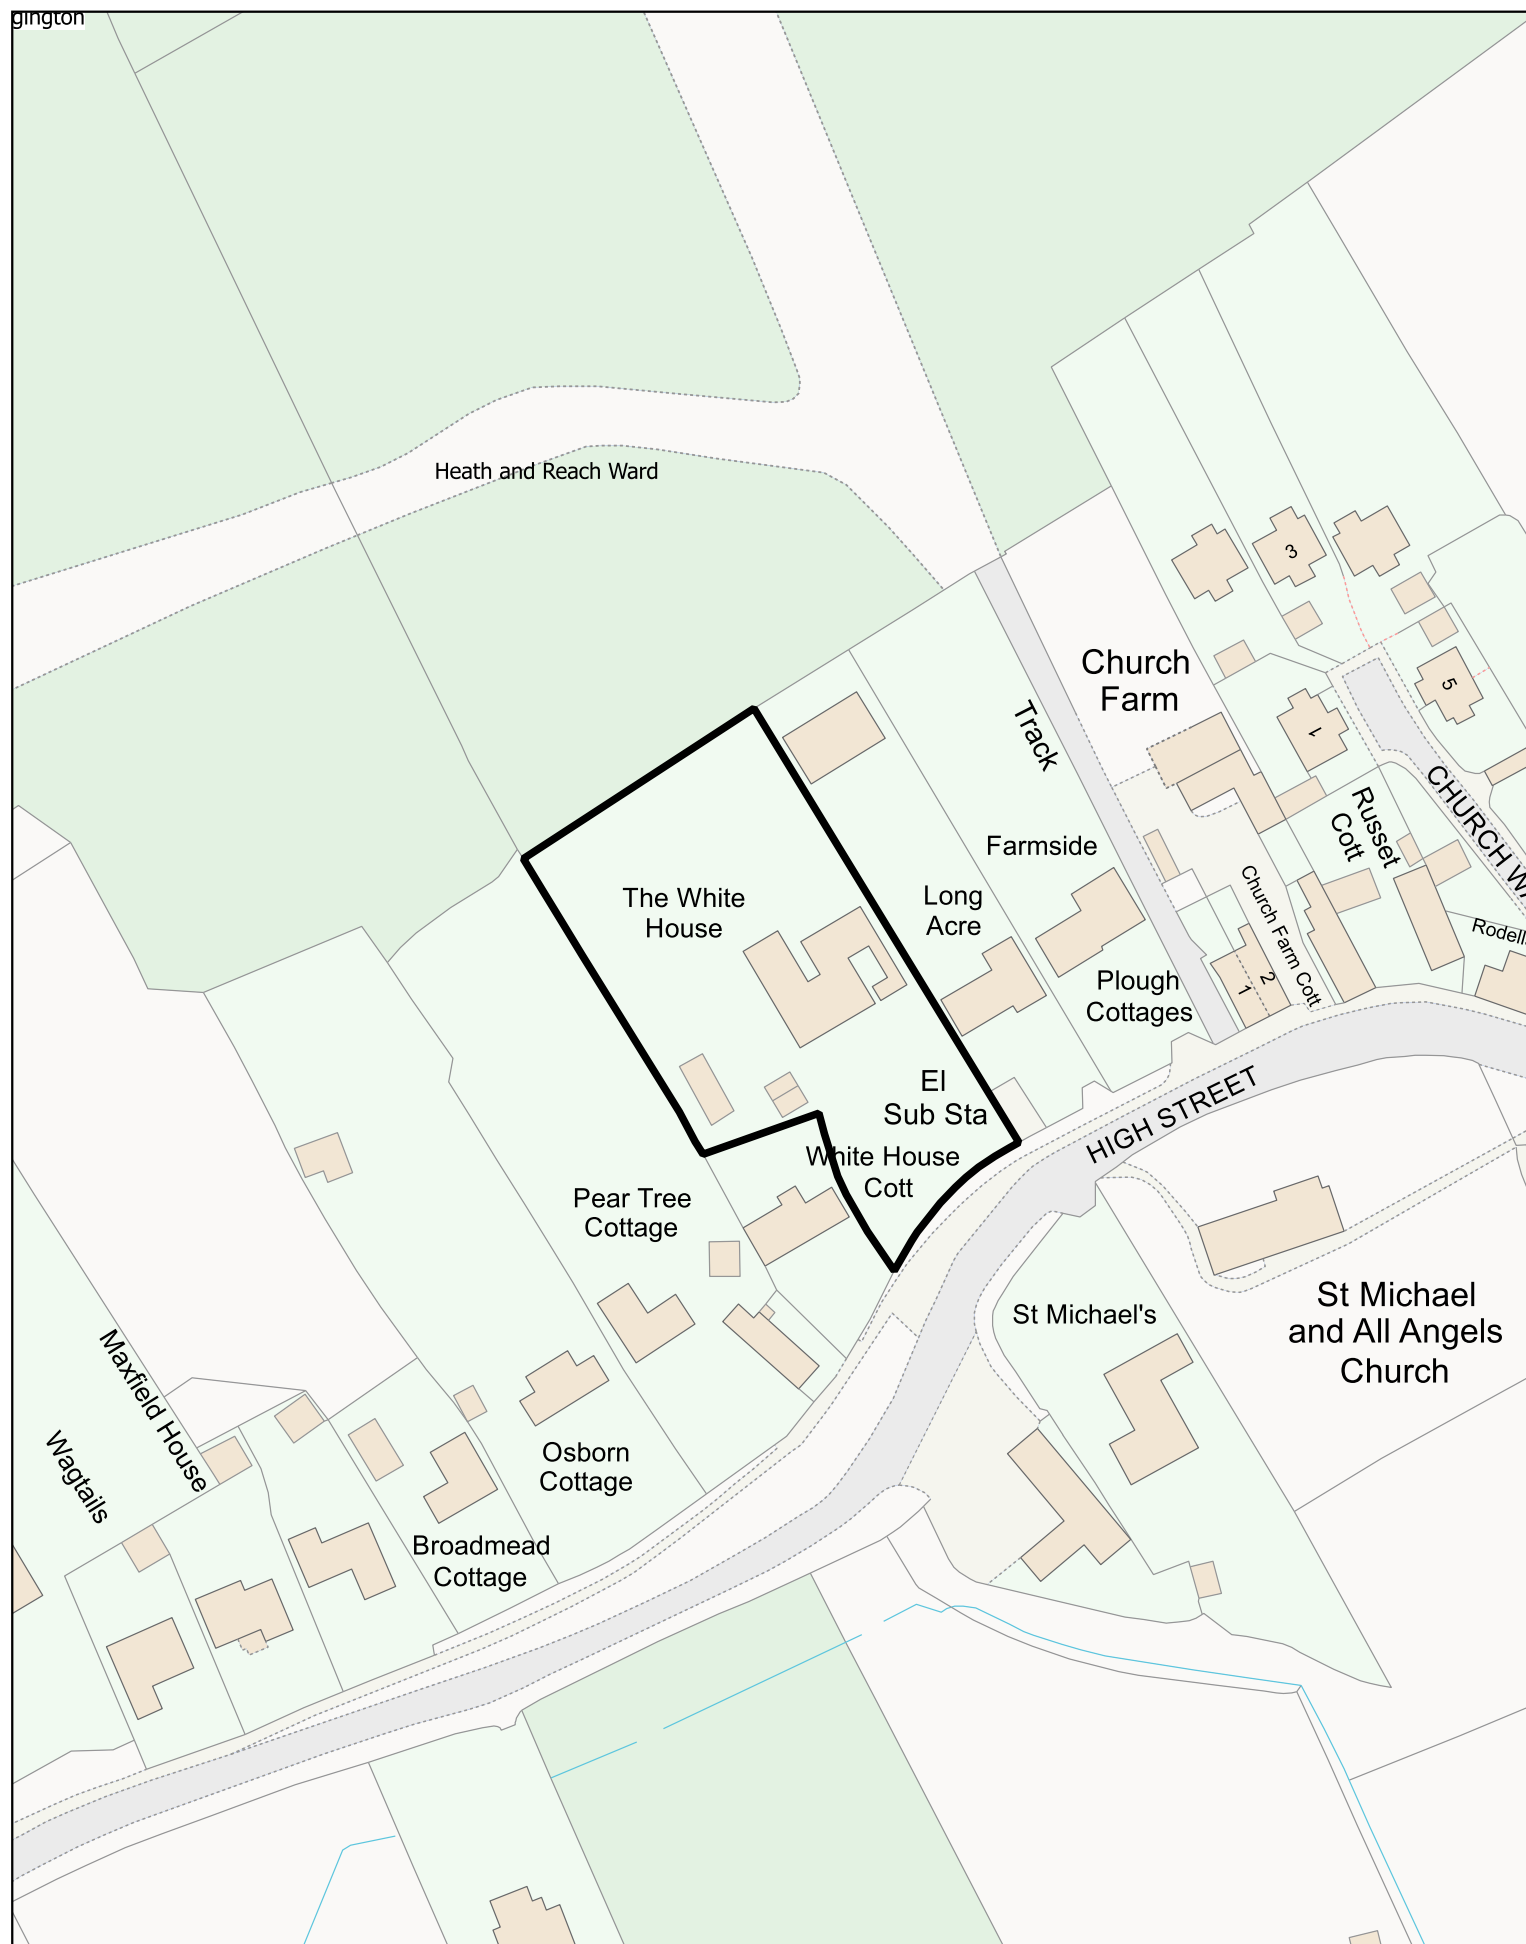 gington
Heath and Reach Ward
3
Church
Farm
5
Track
1
CHURCH WA
Russet
Cott
Farmside
The White
House
Long
Acre
Church Farm Cott
Rodell
Plough
Cottages
1
2
El
Sub Sta
HIGH STREET
White House
Cott
Pear Tree
Cottage
St Michael's
St Michael
and All Angels
Church
Maxfield House
Wagtails
Osborn
Cottage
Broadmead
Cottage